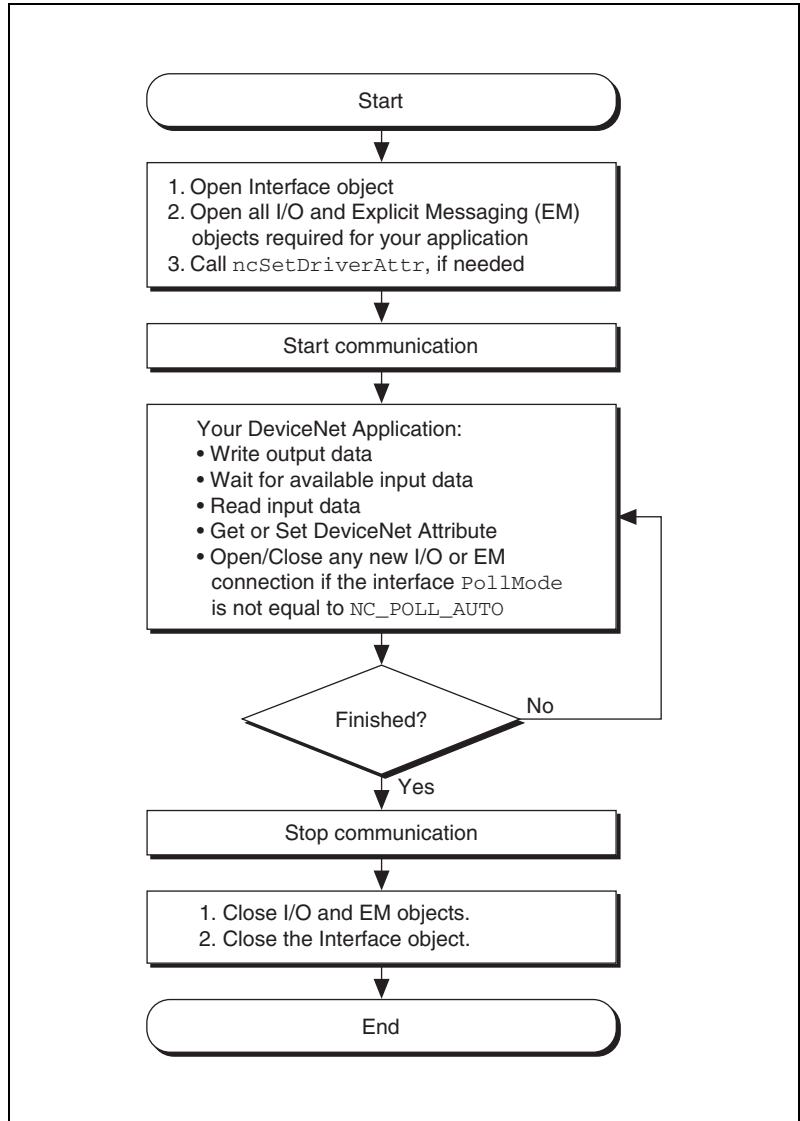 Start
1. Open Interface object
2. Open all I/O and Explicit Messaging (EM)
objects required for your application
3. Call ncSetDriverAttr, if needed
Start communication
Your DeviceNet Application:
• Write output data
• Wait for available input data
• Read input data
• Get or Set DeviceNet Attribute
• Open/Close any new I/O or EM
connection if the interface PollMode
is not equal to NC_POLL_AUTO
Finished?
No
Yes
Stop communication
1. Close I/O and EM objects.
2. Close the Interface object.
End